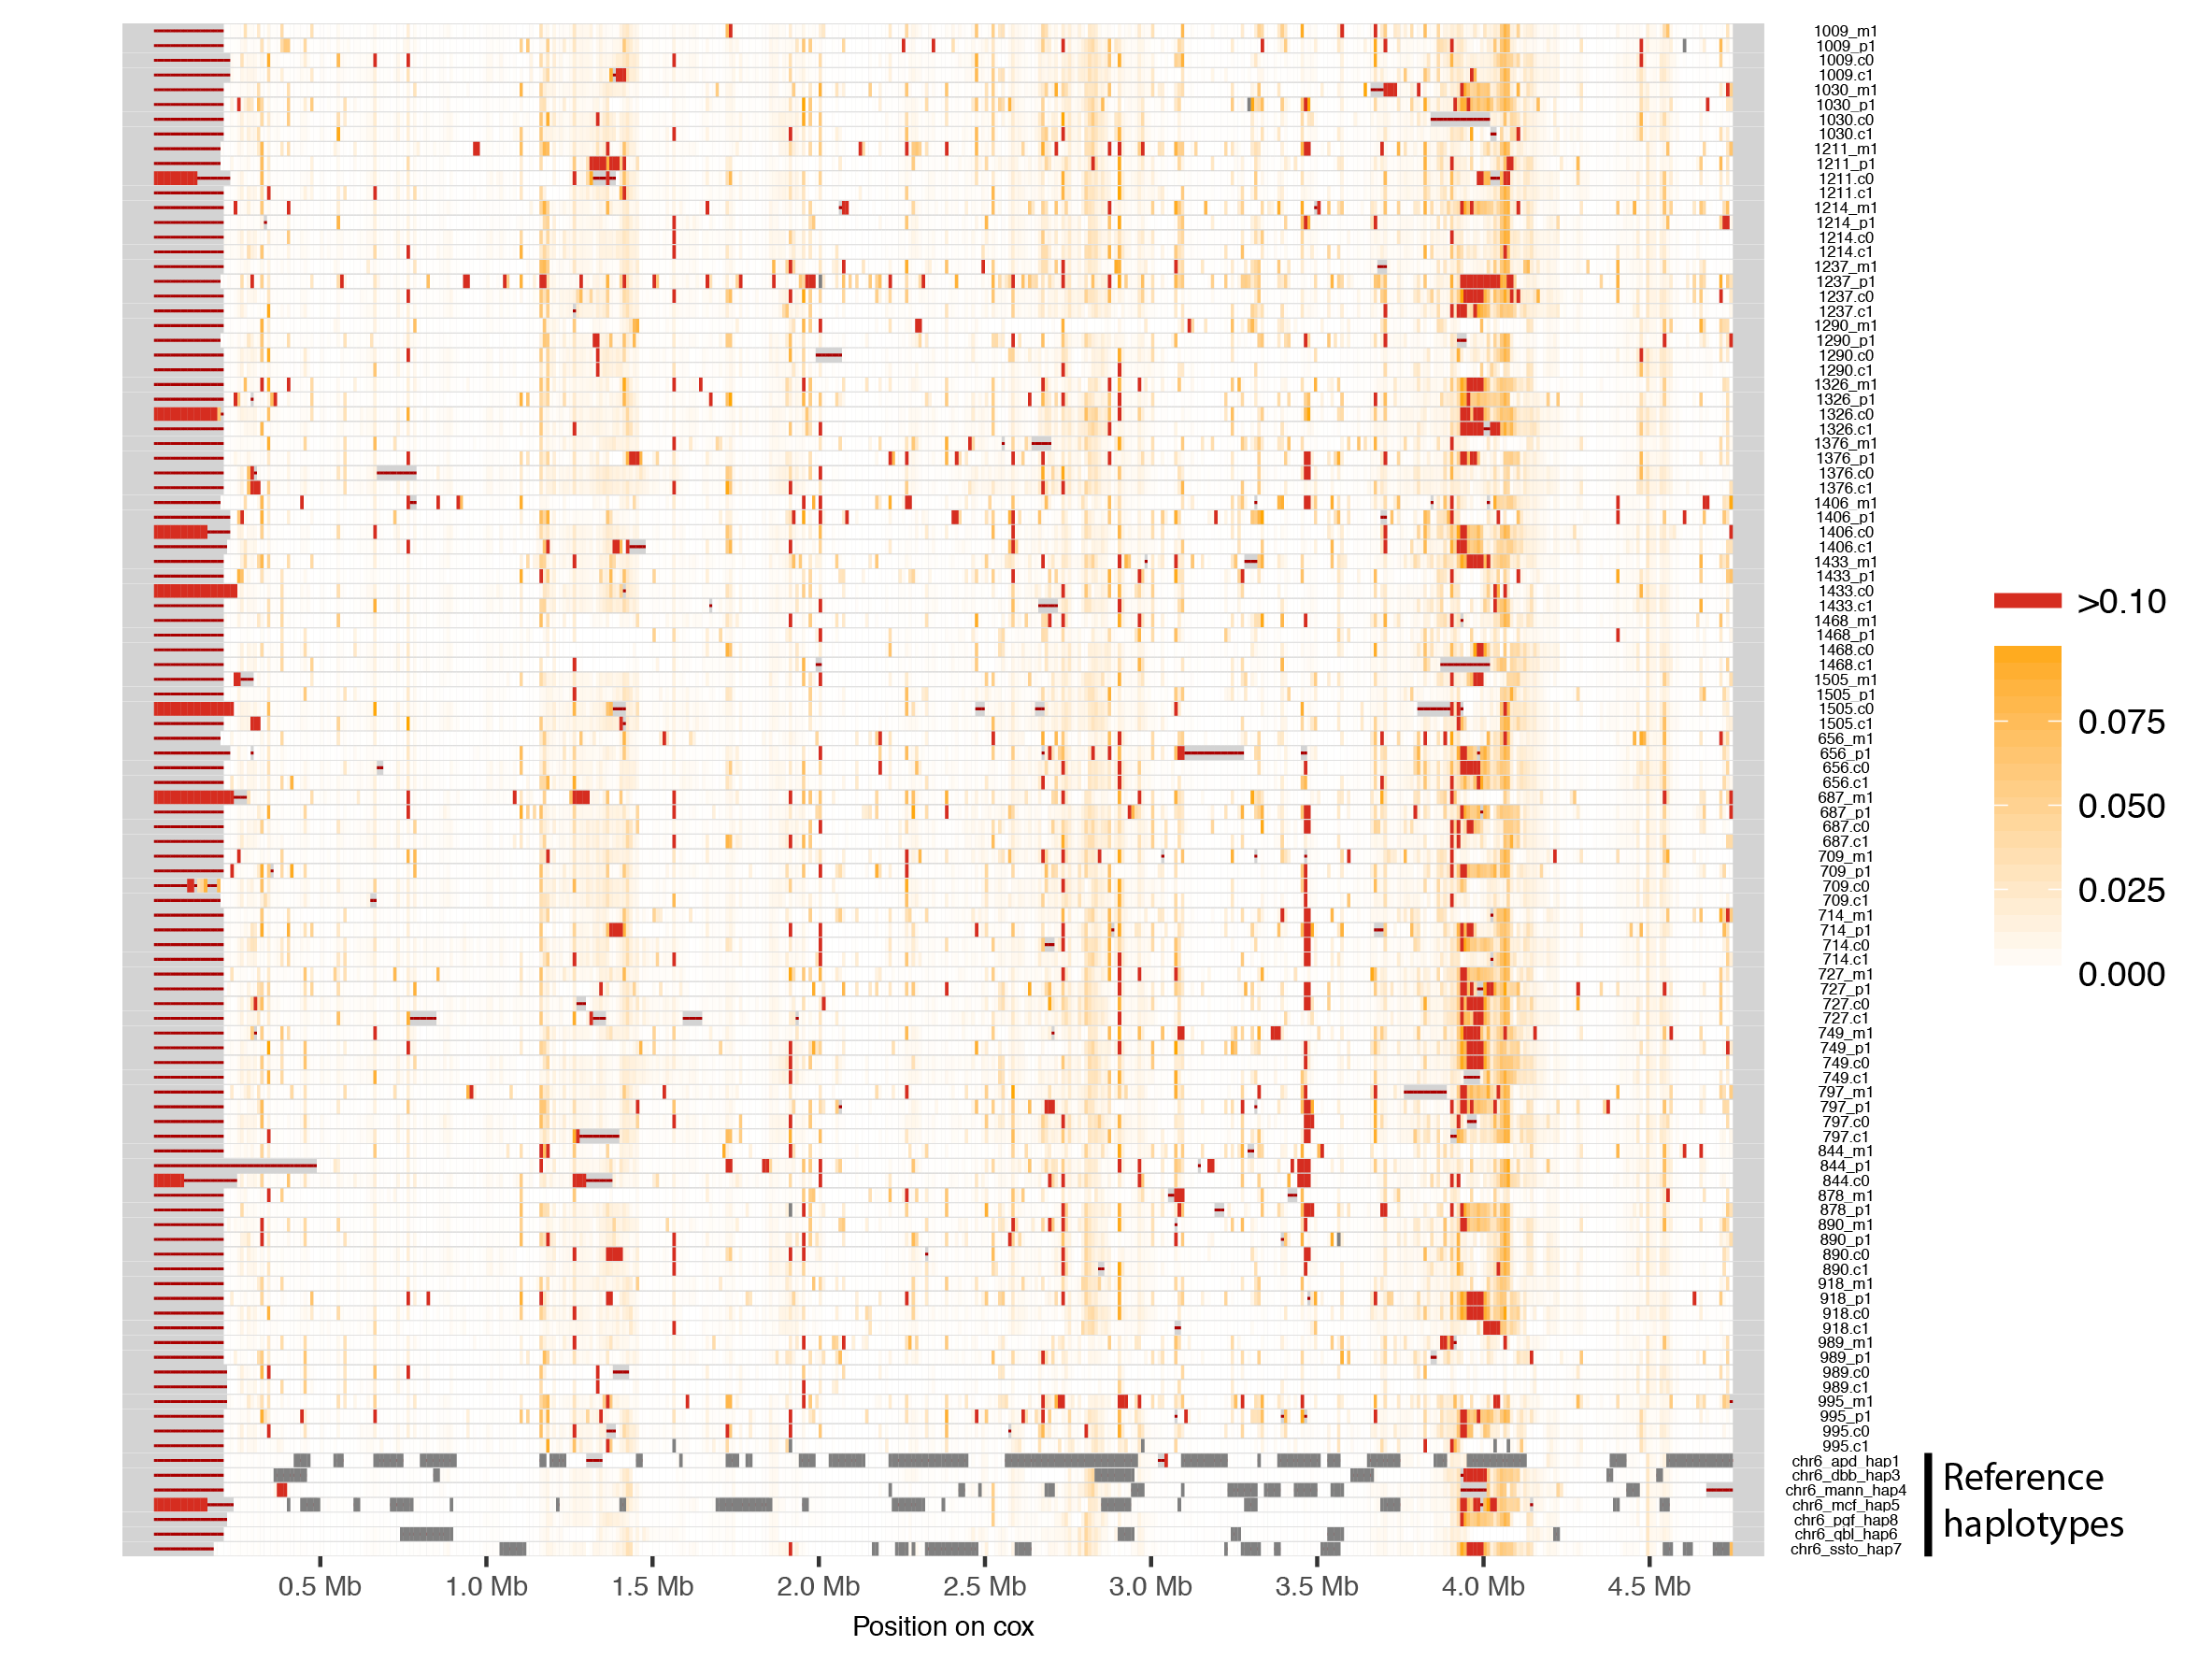 1009_m1
1009_p1
1009.c0
1009.c1
1030_m1
1030_p1
1030.c0
1030.c1
1211_m1
1211_p1
1211.c0
1211.c1
1214_m1
1214_p1
1214.c0
1214.c1
1237_m1
1237_p1
1237.c0
1237.c1
1290_m1
1290_p1
1290.c0
1290.c1
1326_m1
1326_p1
1326.c0
1326.c1
1376_m1
1376_p1
1376.c0
1376.c1
1406_m1
1406_p1
1406.c0
1406.c1
1433_m1
1433_p1
1433.c0
1433.c1
1468_m1
1468_p1
1468.c0
1468.c1
1505_m1
1505_p1
1505.c0
1505.c1
656_m1
656_p1
656.c0
656.c1
687_m1
687_p1
687.c0
687.c1
709_m1
709_p1
709.c0
709.c1
714_m1
714_p1
714.c0
714.c1
727_m1
727_p1
727.c0
727.c1
749_m1
749_p1
749.c0
749.c1
797_m1
797_p1
797.c0
797.c1
844_m1
844_p1
844.c0
878_m1
878_p1
890_m1
890_p1
890.c0
890.c1
918_m1
918_p1
918.c0
918.c1
989_m1
989_p1
989.c0
989.c1
995_m1
995_p1
995.c0
995.c1
chr6_apd_hap1
chr6_dbb_hap3
chr6_mann_hap4
chr6_mcf_hap5
chr6_pgf_hap8
chr6_qbl_hap6
chr6_ssto_hap7
Reference
haplotypes
>0.10
0.075
0.050
0.025
0.000
0.5 Mb 1.0 Mb 1.5 Mb 2.0 Mb 2.5 Mb 3.0 Mb 3.5 Mb 4.0 Mb 4.5 Mb
Position on cox